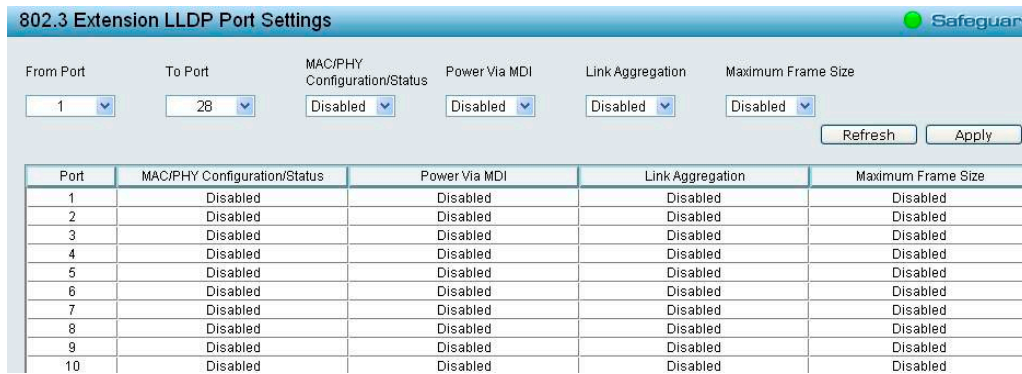 802.3 Extension LLDP Port Settings
Safeguar
From Port To Port MAC/PHY Configuration/Status Power Via MDI Link Aggregation Maximum Frame Size
1 28 Disabled Disabled Disabled Disabled
Refresh Apply
Port MAC/PHY Configuration/Status Power Via MDI Link Aggregation Maximum Frame Size
1 Disabled Disabled Disabled Disabled
2 Disabled Disabled Disabled Disabled
3 Disabled Disabled Disabled Disabled
4 Disabled Disabled Disabled Disabled
5 Disabled Disabled Disabled Disabled
6 Disabled Disabled Disabled Disabled
7 Disabled Disabled Disabled Disabled
8 Disabled Disabled Disabled Disabled
9 Disabled Disabled Disabled Disabled
10 Disabled Disabled Disabled Disabled